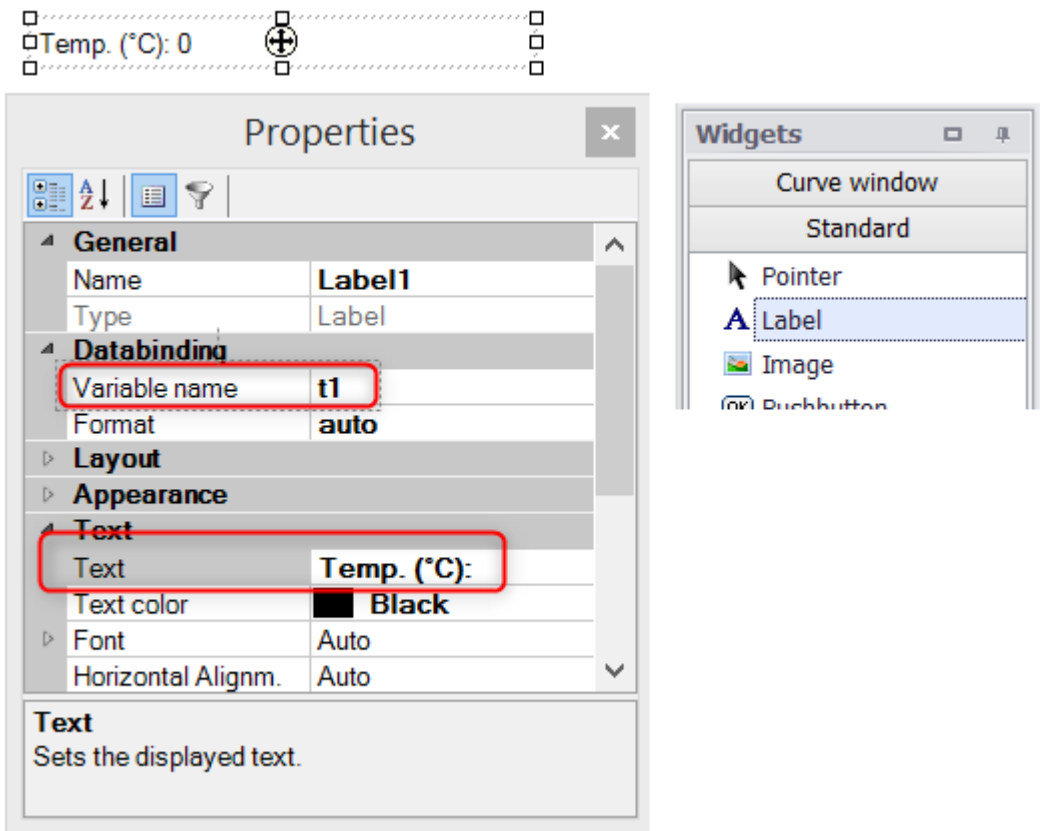 Temp. (°C): 0
Properties
General
Name Label1
Type Label
Databinding
Variable name t1
Format auto
Layout
Appearance
Text
Text Temp. (°C):
Text color Black
Font Auto
Horizontal Alignm. Auto
Text
Sets the displayed text.
Widgets
Curve window
Standard
Pointer
A Label
Image
OK Pushbutton